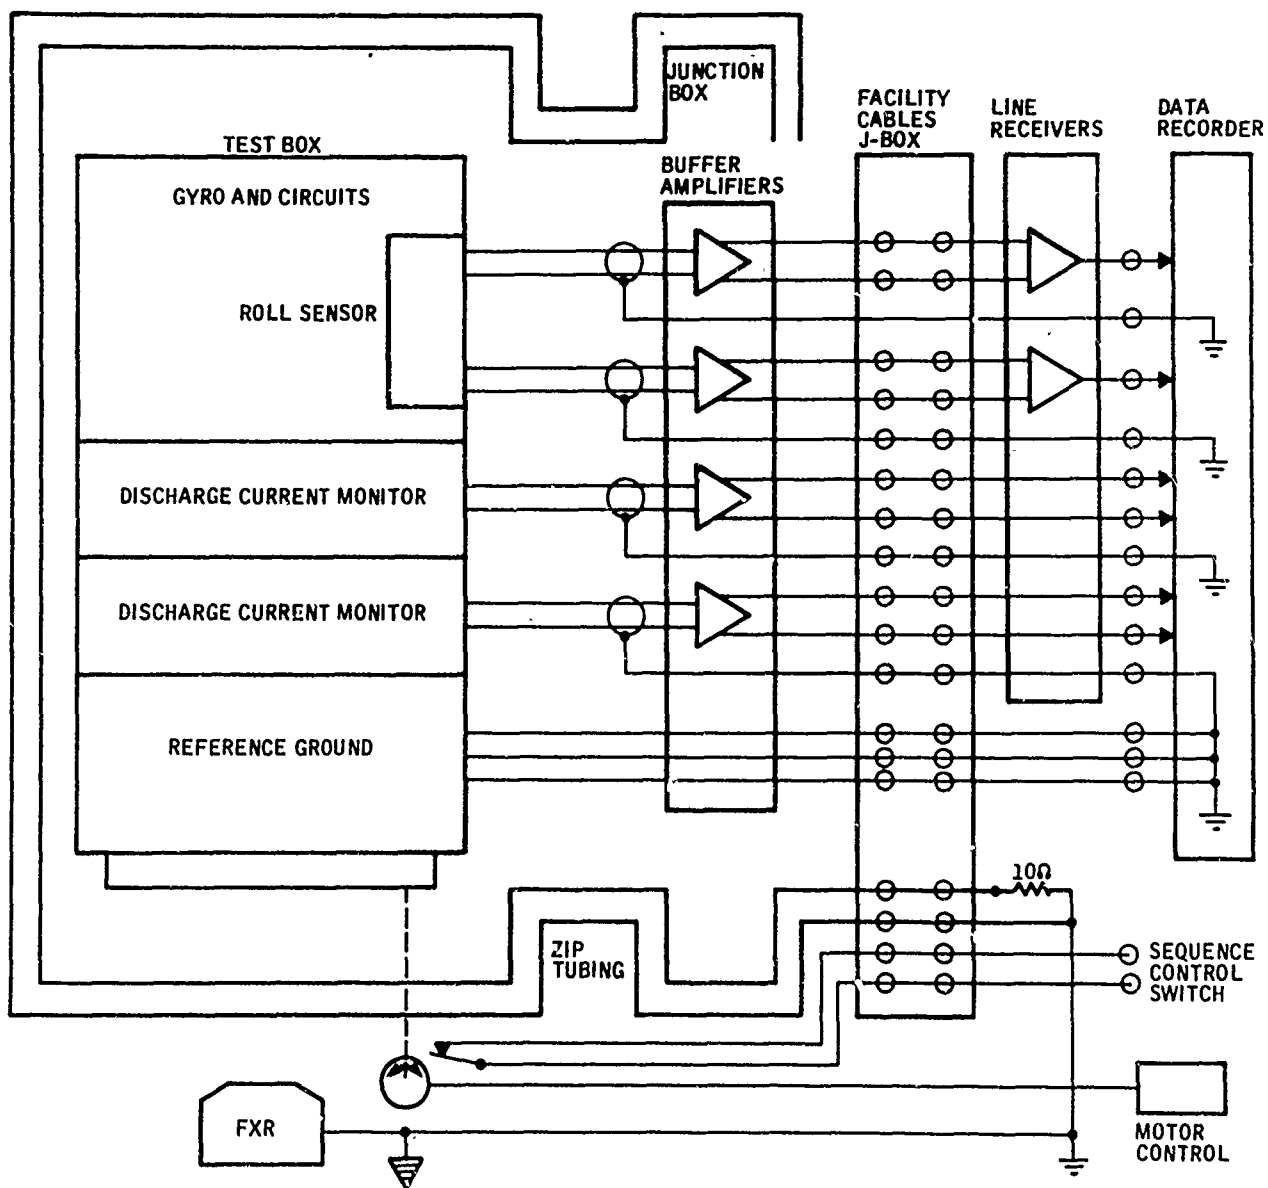 JUNCTION
BOX
FACILITY
CABLES
J-BOX
LINE
RECEIVERS
DATA
RECORDER
TEST BOX
BUFFER
AMPLIFIERS
GYRO AND CIRCUITS
ROLL SENSOR
DISCHARGE CURRENT MONITOR
DISCHARGE CURRENT MONITOR
REFERENCE GROUND
10Ω
ZIP
TUBING
SEQUENCE
CONTROL
SWITCH
FXR
MOTOR
CONTROL